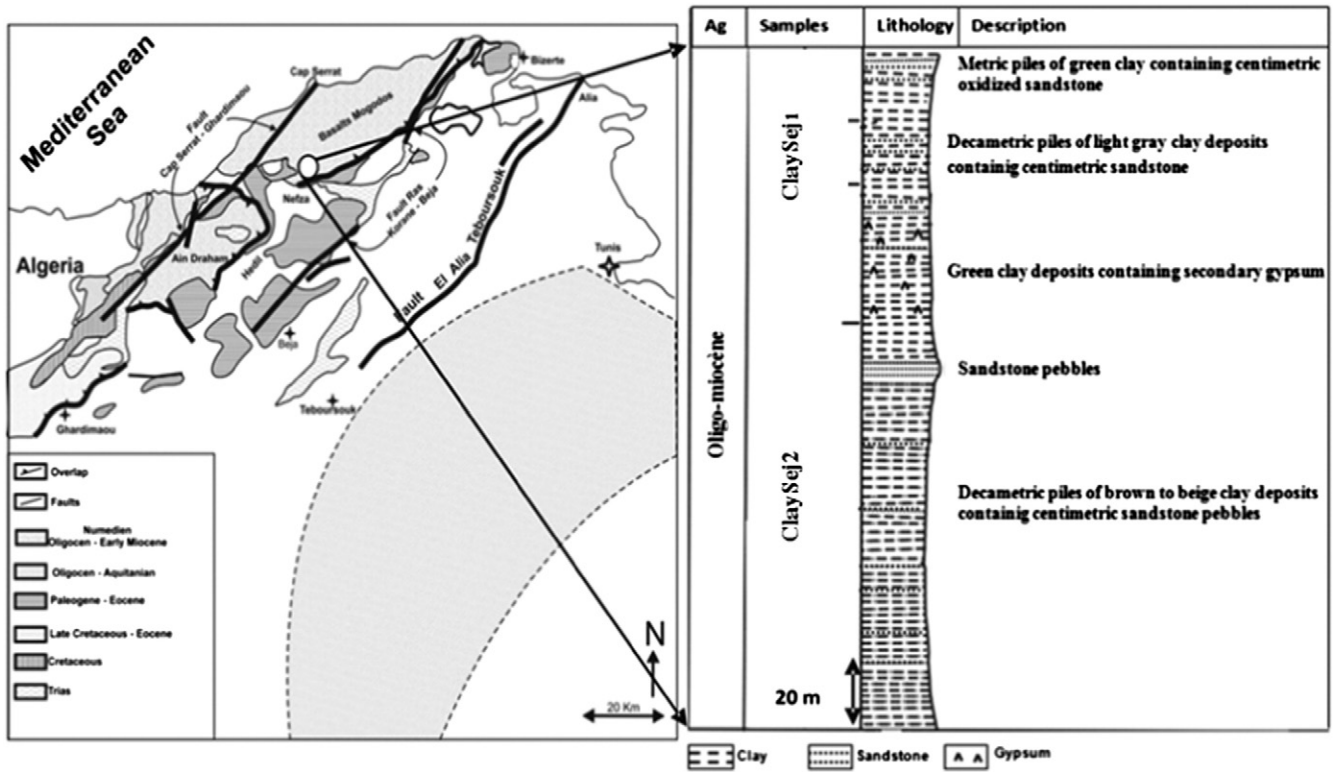 Mediterranean
Sea
Cap Serrat
Bizerte
Fault
Cap Serrat - Ghardimaou
Basalts Mogodos
Alia
Nefza
Fault Ras
Korane - Beja
Algeria
Ain Draham
Hedil
Fault El Alia Teboursouk
Tunis
Beja
Teboursouk
Ghardimaou
Overlap
Faults
Numedien
Oligocen - Early Miocene
Oligocen - Aquitanian
Paleogene - Eocene
Late Cretaceous - Eocene
Cretaceous
Trias
N
20 Km
Ag
Samples
Lithology
Description
Oligo-miocène
Clay Sej1
Clay Sej2
20 m
Metric piles of green clay containing centimetric
oxidized sandstone
Decametric piles of light gray clay deposits
containig centimetric sandstone
Green clay deposits containing secondary gypsum
Sandstone pebbles
Decametric piles of brown to beige clay deposits
containig centimetric sandstone pebbles
Clay
Sandstone
Gypsum